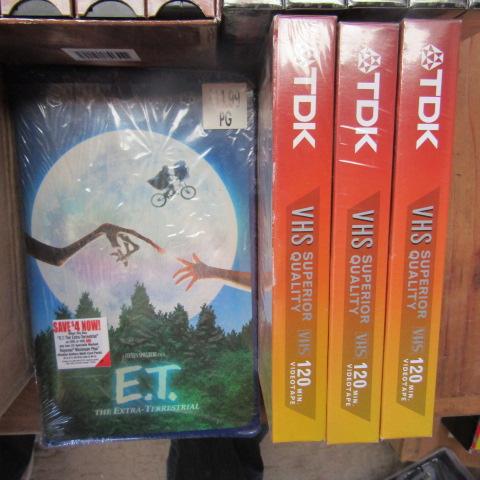 $11.99
PG
SAVE $4 NOW!
E.T.
THE EXTRA-TERRESTRIAL
TDK
VHS SUPERIOR QUALITY
VHS 120 MIN. VIDEOTAPE
TDK
VHS SUPERIOR QUALITY
VHS 120 MIN. VIDEOTAPE
TDK
VHS SUPERIOR QUALITY
VHS 120 MIN. VIDEOTAPE